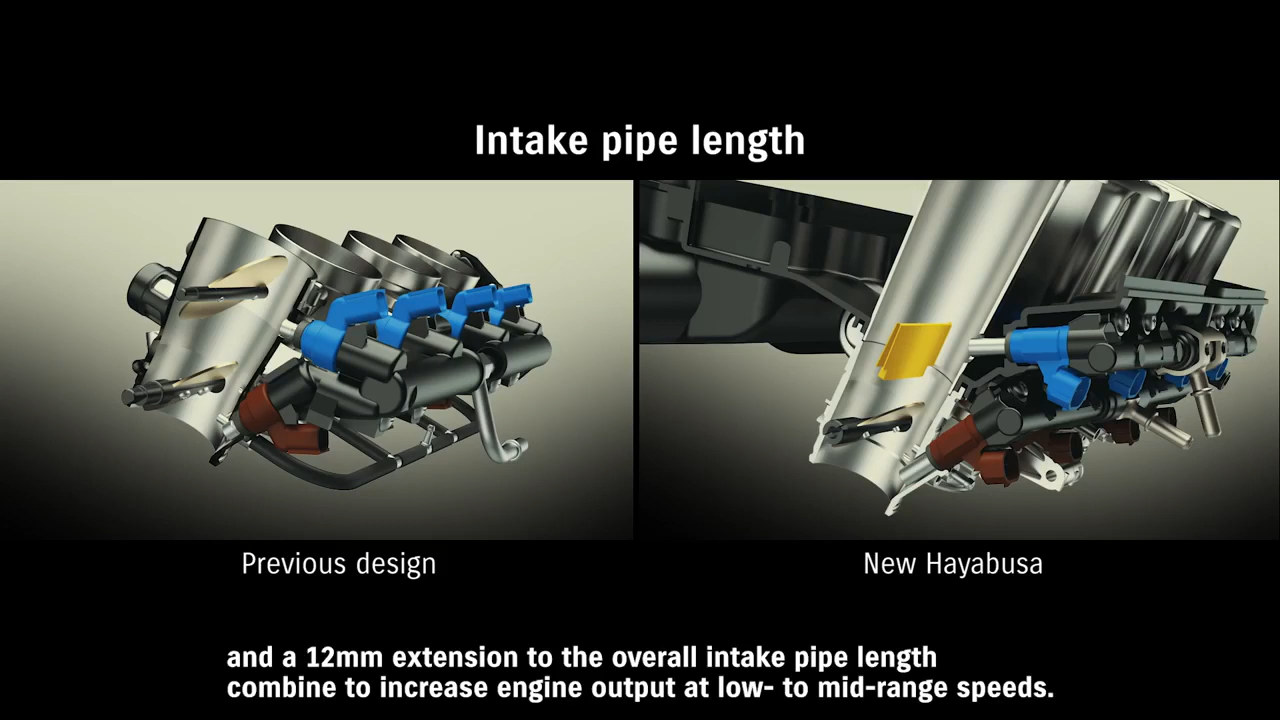 Intake pipe length
Previous design
New Hayabusa
and a 12mm extension to the overall intake pipe length
combine to increase engine output at low- to mid-range speeds.